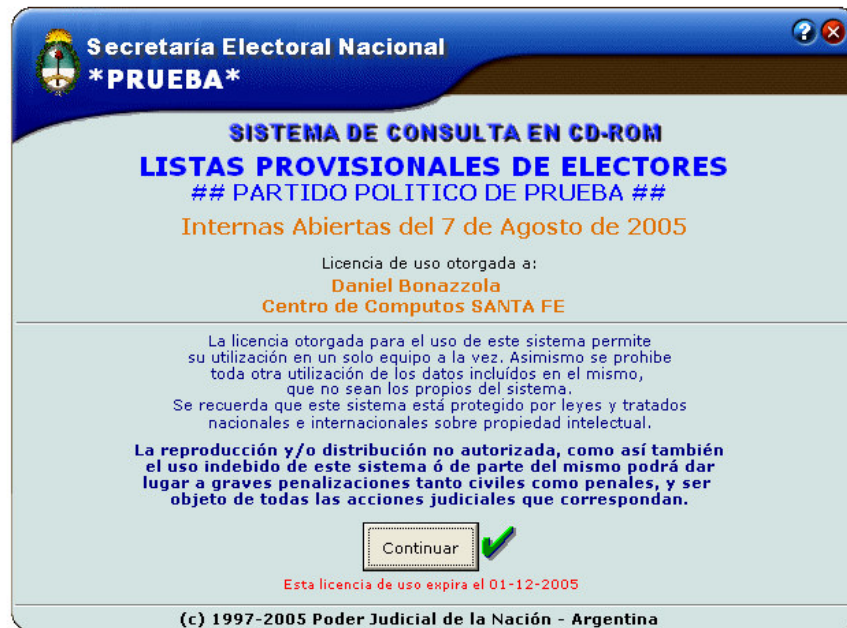 Secretaría Electoral Nacional
*PRUEBA*
SISTEMA DE CONSULTA EN CD-ROM
LISTAS PROVISIONALES DE ELECTORES
## PARTIDO POLITICO DE PRUEBA ##
Internas Abiertas del 7 de Agosto de 2005
Licencia de uso otorgada a:
Daniel Bonazzola
Centro de Computos SANTA FE
La licencia otorgada para el uso de este sistema permite
su utilización en un solo equipo a la vez. Asimismo se prohibe
toda otra utilización de los datos incluídos en el mismo,
que no sean los propios del sistema.
Se recuerda que este sistema está protegido por leyes y tratados
nacionales e internacionales sobre propiedad intelectual.
La reproducción y/o distribución no autorizada, como así también
el uso indebido de este sistema ó de parte del mismo podrá dar
lugar a graves penalizaciones tanto civiles como penales, y ser
objeto de todas las acciones judiciales que correspondan.
Continuar
Esta licencia de uso expira el 01-12-2005
(c) 1997-2005 Poder Judicial de la Nación - Argentina